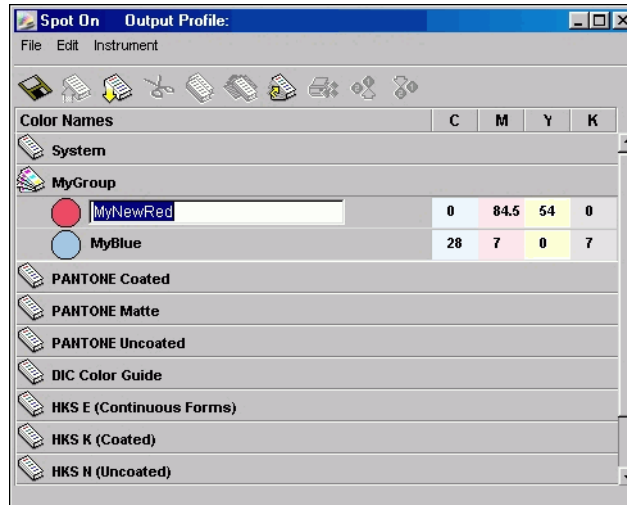 Spot On Output Profile:
File Edit Instrument
Color Names C M Y K
System
MyGroup
MyNewRed 0 84.5 54 0
MyBlue 28 7 0 7
PANTONE Coated
PANTONE Matte
PANTONE Uncoated
DIC Color Guide
HKS E (Continuous Forms)
HKS K (Coated)
HKS N (Uncoated)